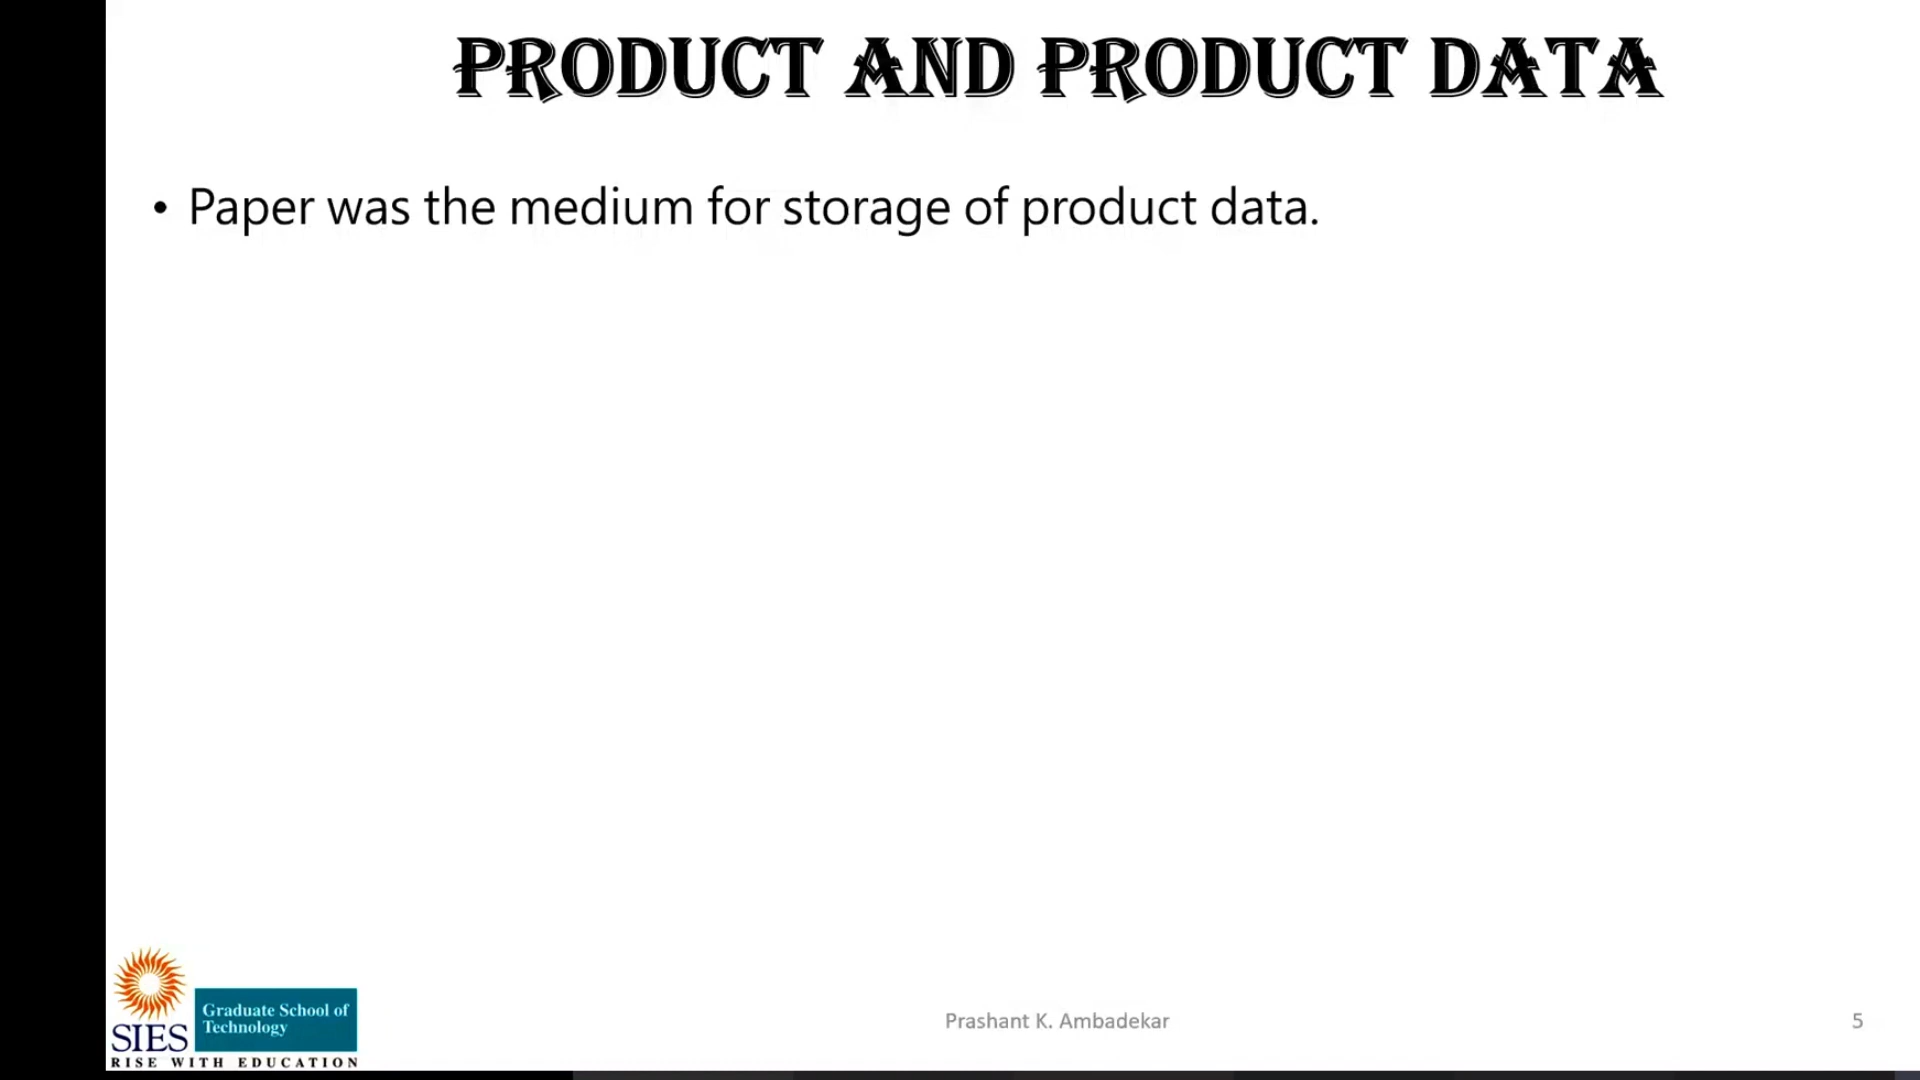 PRODUCT AND PRODUCT DATA
• Paper was the medium for storage of product data.
SIES
Graduate School of
Technology
RISE WITH EDUCATION
Prashant K. Ambadekar
5